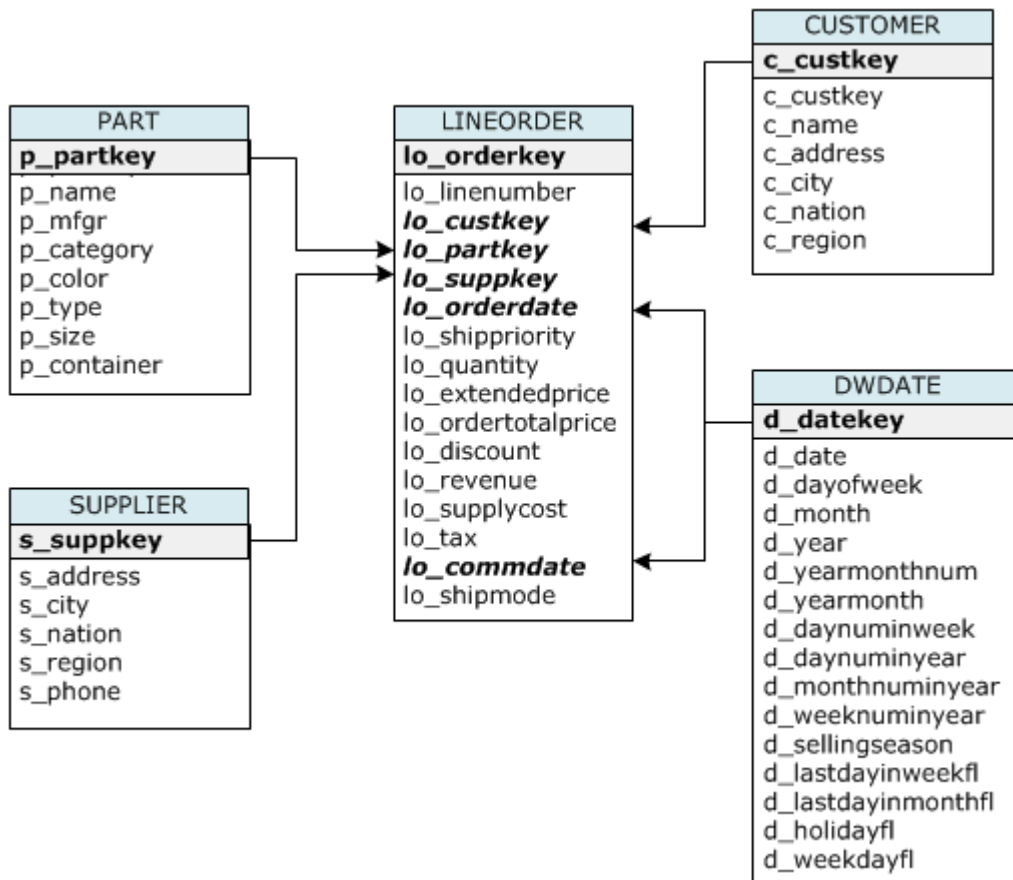 PART
p_partkey
p_name
p_mfgr
p_category
p_color
p_type
p_size
p_container
SUPPLIER
s_suppkey
s_address
s_city
s_nation
s_region
s_phone
LINEORDER
lo_orderkey
lo_linenumber
lo_custkey
lo_partkey
lo_suppkey
lo_orderdate
lo_shippriority
lo_quantity
lo_extendedprice
lo_ordertotalprice
lo_discount
lo_revenue
lo_supplycost
lo_tax
lo_commdate
lo_shipmode
CUSTOMER
c_custkey
c_custkey
c_name
c_address
c_city
c_nation
c_region
DWDATE
d_datekey
d_date
d_dayofweek
d_month
d_year
d_yearmonthnum
d_yearmonth
d_daynuminweek
d_daynuminyear
d_monthnuminyear
d_weeknuminyear
d_sellingseason
d_lastdayinweekfl
d_lastdayinmonthfl
d_holidayfl
d_weekdayfl